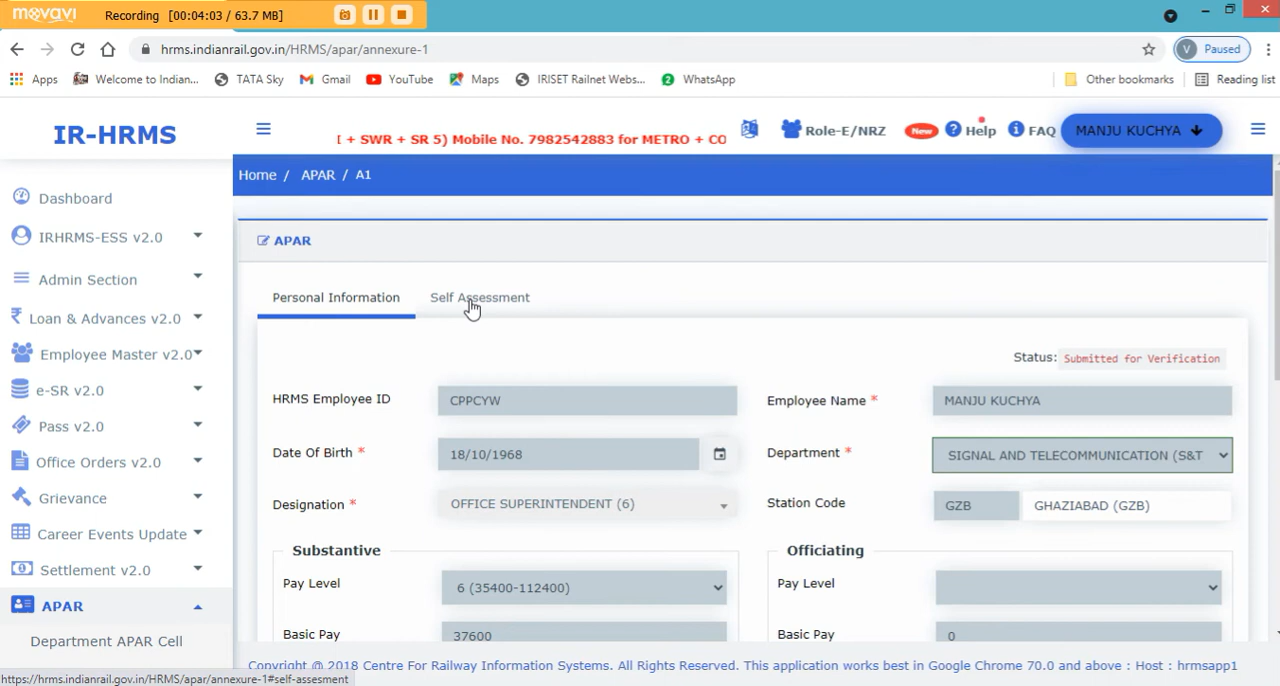 movavi Recording [00:04:03 / 63.7 MB]
hrms.indianrail.gov.in/HRMS/apar/annexure-1 V Paused
Apps Welcome to Indian... TATA Sky Gmail YouTube Maps IRISET Railnet Webs... 2 WhatsApp Other bookmarks Reading list
IR-HRMS [ + SWR + SR 5) Mobile No. 7982542883 for METRO + CO Role-E/NRZ New Help FAQ MANJU KUCHYA
Home / APAR / A1
Dashboard
IRHRMS-ESS v2.0
Admin Section
Loan & Advances v2.0
Employee Master v2.0
e-SR v2.0
Pass v2.0
Office Orders v2.0
Grievance
Career Events Update
Settlement v2.0
APAR
Department APAR Cell
APAR
Personal Information Self Assessment
Status: Submitted for Verification
HRMS Employee ID CPPCYW Employee Name * MANJU KUCHYA
Date Of Birth * 18/10/1968 Department * SIGNAL AND TELECOMMUNICATION (S&T
Designation * OFFICE SUPERINTENDENT (6) Station Code GZB GHAZIABAD (GZB)
Substantive Officiating
Pay Level 6 (35400-112400) Pay Level
Basic Pay 37600 Basic Pay 0
Copyright @ 2018 Centre For Railway Information Systems. All Rights Reserved. This application works best in Google Chrome 70.0 and above : Host : hrmsapp1
https://hrms.indianrail.gov.in/HRMS/apar/annexure-1#self-assesment